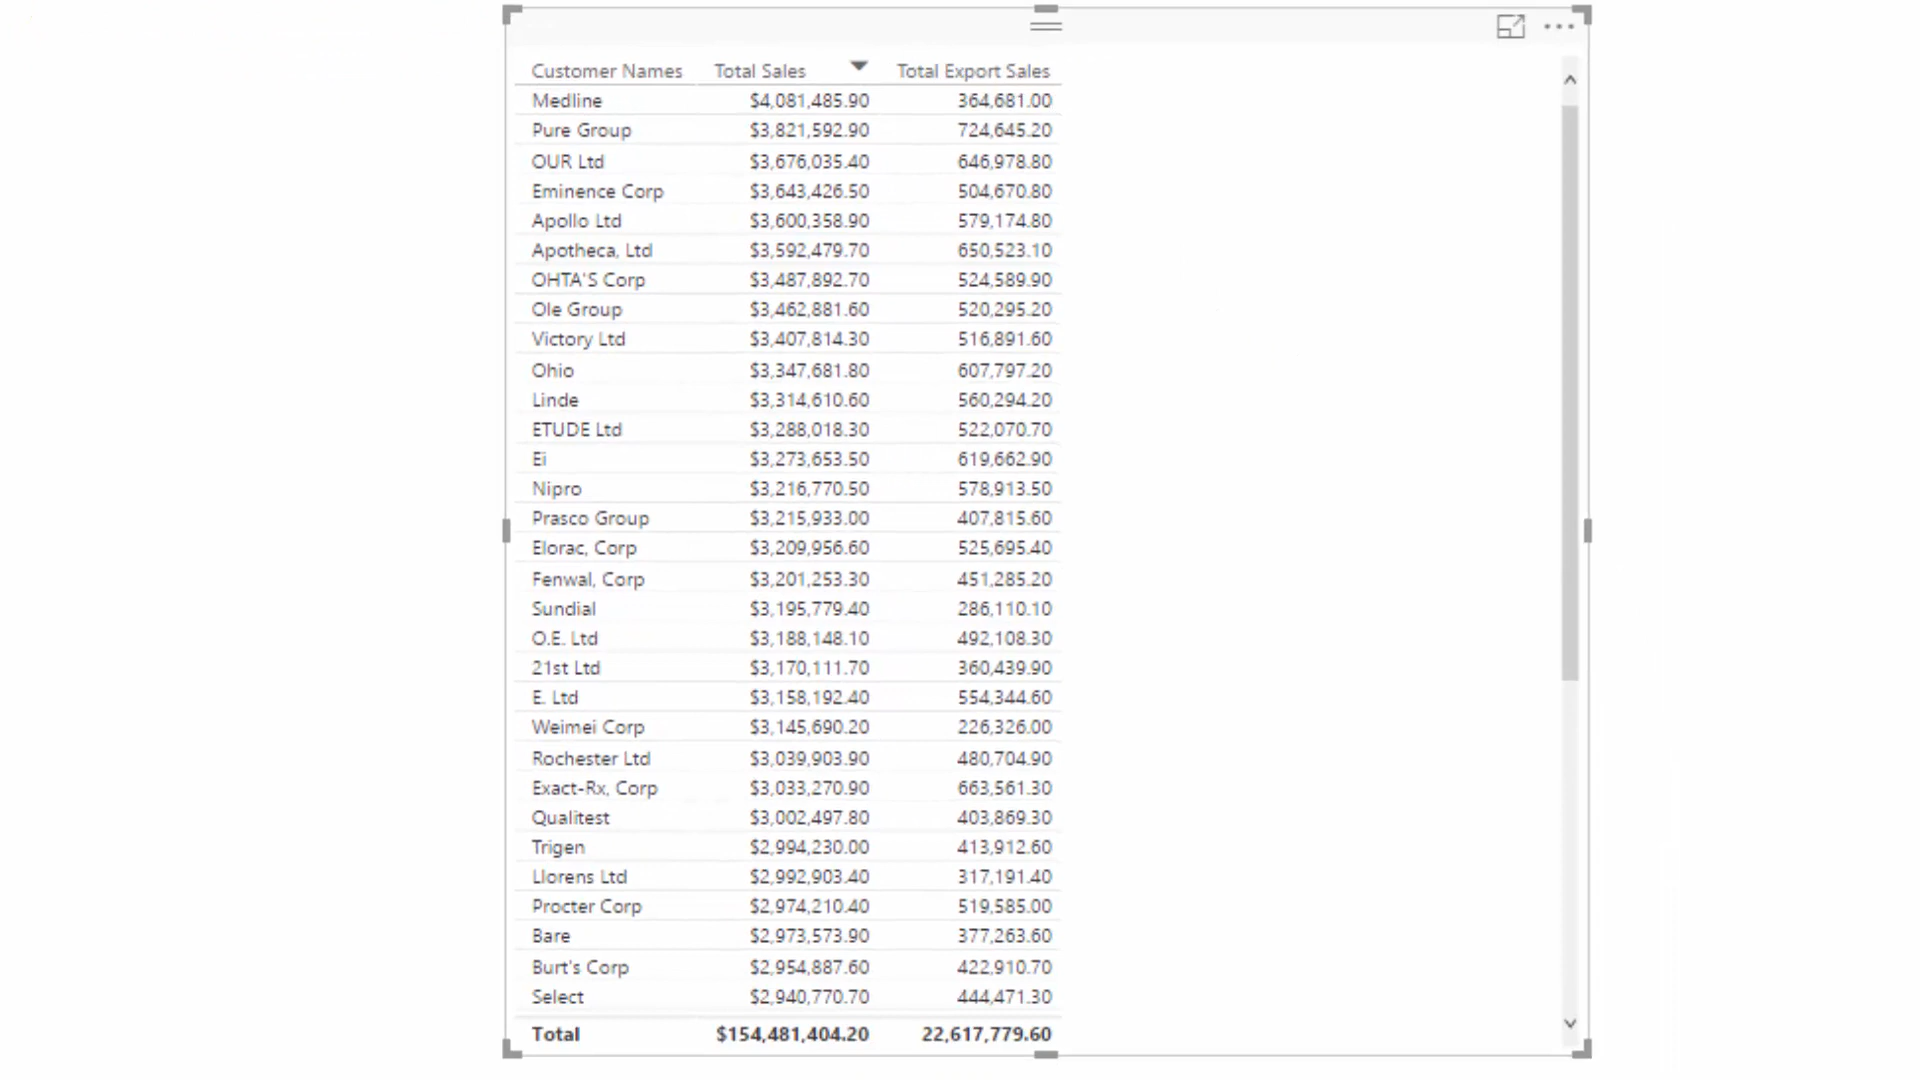 Customer Names Total Sales Total Export Sales
Medline $4,081,485.90 364,681.00
Pure Group $3,821,592.90 724,645.20
OUR Ltd $3,676,035.40 646,978.80
Eminence Corp $3,643,426.50 504,670.80
Apollo Ltd $3,600,358.90 579,174.80
Apotheca, Ltd $3,592,479.70 650,523.10
OHTA'S Corp $3,487,892.70 524,589.90
Ole Group $3,462,881.60 520,295.20
Victory Ltd $3,407,814.30 516,891.60
Ohio $3,347,681.80 607,797.20
Linde $3,314,610.60 560,294.20
ETUDE Ltd $3,288,018.30 522,070.70
Ei $3,273,653.50 619,662.90
Nipro $3,216,770.50 578,913.50
Prasco Group $3,215,933.00 407,815.60
Elorac, Corp $3,209,956.60 525,695.40
Fenwal, Corp $3,201,253.30 451,285.20
Sundial $3,195,779.40 286,110.10
O.E. Ltd $3,188,148.10 492,108.30
21st Ltd $3,170,111.70 360,439.90
E. Ltd $3,158,192.40 554,344.60
Weimei Corp $3,145,690.20 226,326.00
Rochester Ltd $3,039,903.90 480,704.90
Exact-Rx, Corp $3,033,270.90 663,561.30
Qualitest $3,002,497.80 403,869.30
Trigen $2,994,230.00 413,912.60
Llorens Ltd $2,992,903.40 317,191.40
Procter Corp $2,974,210.40 519,585.00
Bare $2,973,573.90 377,263.60
Burt's Corp $2,954,887.60 422,910.70
Select $2,940,770.70 444,471.30
Total $154,481,404.20 22,617,779.60